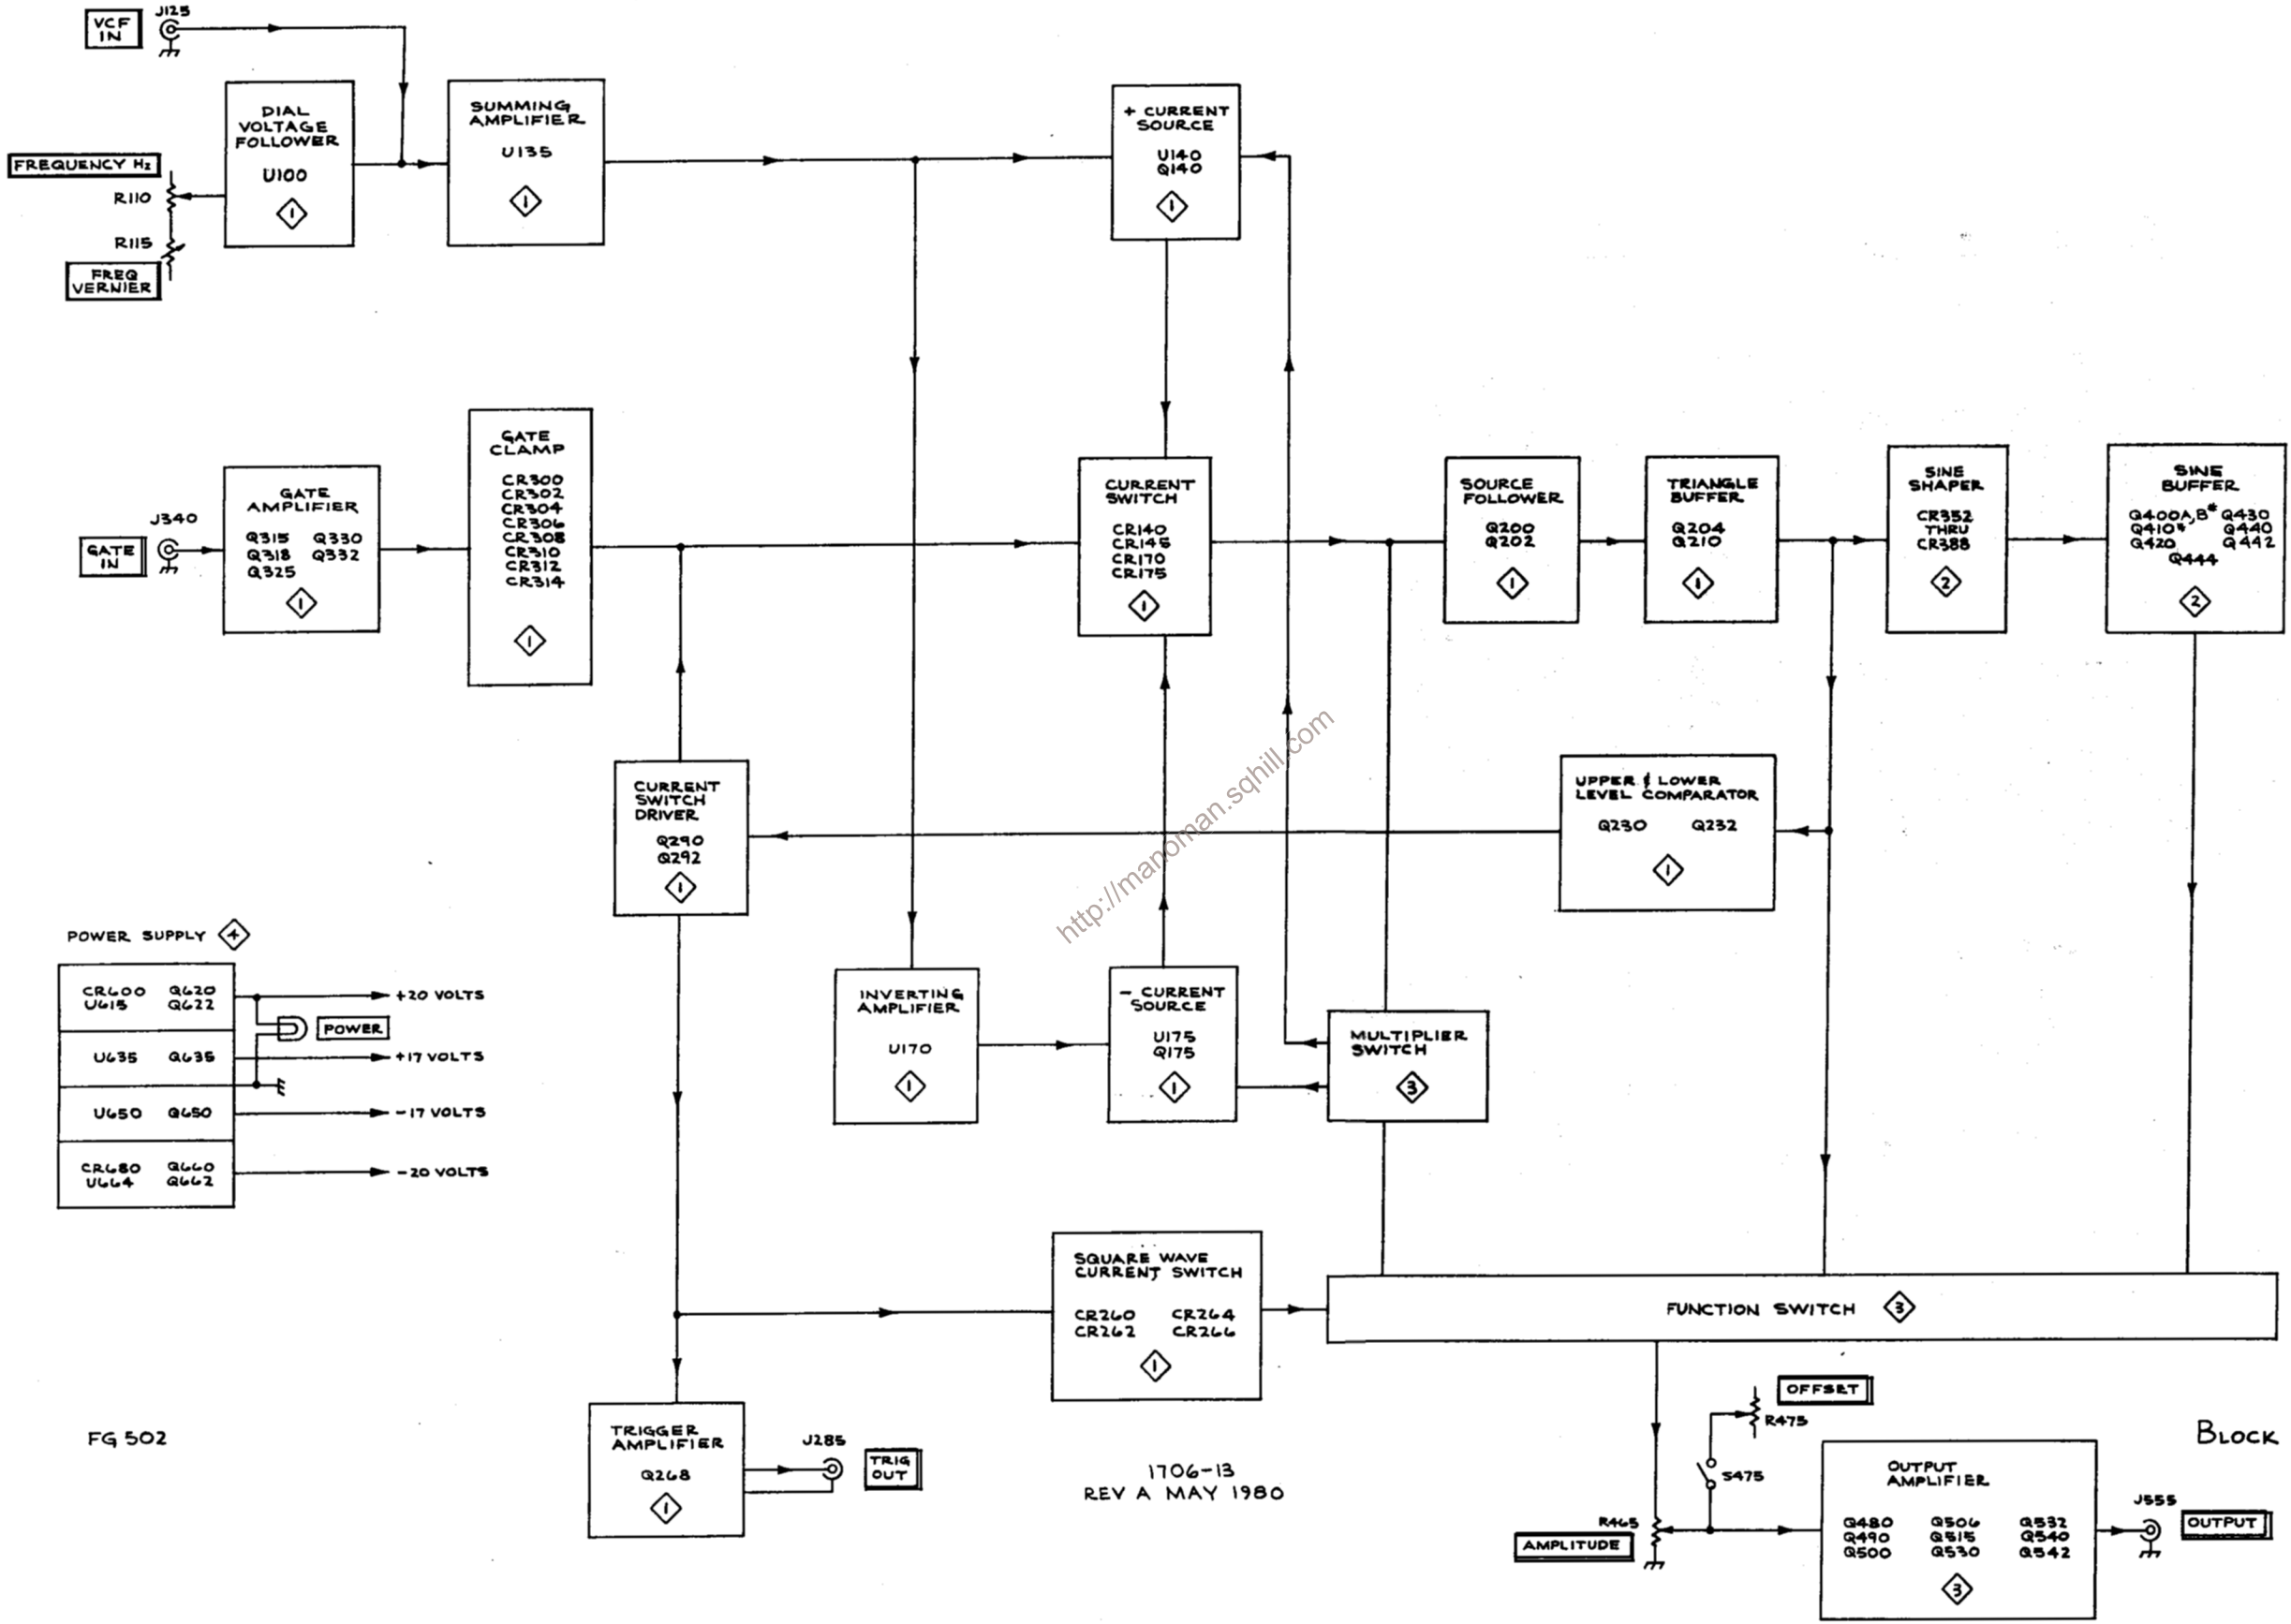 VCF
IN
J125
DIAL
VOLTAGE
FOLLOWER
U100
1
SUMMING
AMPLIFIER
U135
1
+ CURRENT
SOURCE
U140
Q140
1
FREQUENCY Hz
R110
R115
FREQ
VERNIER
GATE
IN
J340
GATE
AMPLIFIER
Q315 Q330
Q318 Q332
Q325
1
GATE
CLAMP
CR300
CR302
CR304
CR306
CR308
CR310
CR312
CR314
1
CURRENT
SWITCH
CR140
CR145
CR170
CR175
1
SOURCE
FOLLOWER
Q200
Q202
1
TRIANGLE
BUFFER
Q204
Q210
1
SINE
SHAPER
CR352
THRU
CR388
2
SINE
BUFFER
Q400A,B* Q430
Q410* Q440
Q420 Q442
Q444
2
CURRENT
SWITCH
DRIVER
Q290
Q292
1
UPPER & LOWER
LEVEL COMPARATOR
Q230 Q232
1
http://manoman.sqhill.com
POWER SUPPLY 4
CR600 Q620
U615 Q622
+20 VOLTS
POWER
U635 Q635
+17 VOLTS
U650 Q650
-17 VOLTS
CR680 Q660
U664 Q662
-20 VOLTS
INVERTING
AMPLIFIER
U170
1
- CURRENT
SOURCE
U175
Q175
1
MULTIPLIER
SWITCH
3
SQUARE WAVE
CURRENT SWITCH
CR260 CR264
CR262 CR266
1
FUNCTION SWITCH 3
TRIGGER
AMPLIFIER
Q268
1
J285
TRIG
OUT
OFFSET
R475
S475
R465
AMPLITUDE
OUTPUT
AMPLIFIER
Q480 Q506 Q532
Q490 Q515 Q540
Q500 Q530 Q542
3
J555
OUTPUT
FG 502
1706-13
REV A MAY 1980
BLOCK